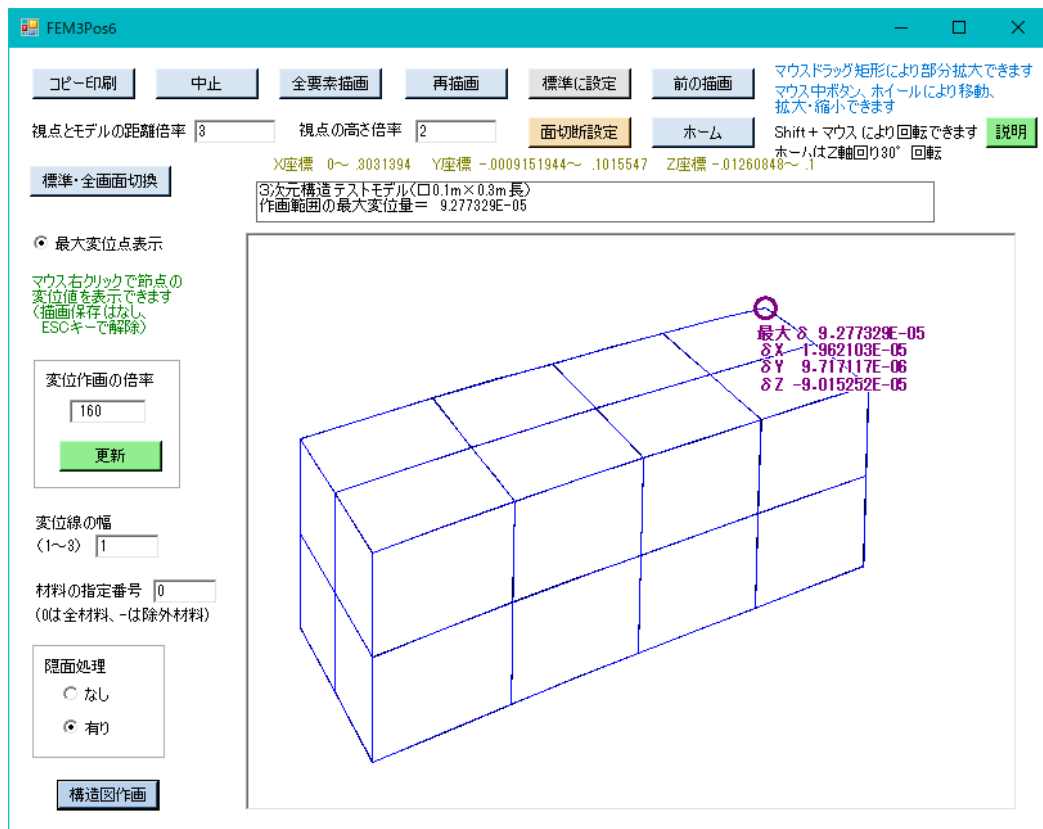 FEM3Pos6
コピー印刷
中止
全要素描画
再描画
標準に設定
前の描画
マウスドラッグ矩形により部分拡大できます
マウス中ボタン、ホイールにより移動、
拡大・縮小できます
視点とモデルの距離倍率 3
視点の高さ倍率 2
面切断設定
ホーム
Shift+マウスにより回転できます
ホームはZ軸回り30° 回転
説明
標準・全画面切換
X座標 0~ .3031394 Y座標 -.0009151944~ .1015547 Z座標 -.01260848~ .1
3次元構造テストモデル(口0.1m×0.3m長)
作画範囲の最大変位量= 9.277329E-05
最大変位点表示
マウス右クリックで節点の
変位値を表示できます
(描画保存はなし、
ESCキーで解除)
最大 δ 9.277329E-05
δX 1.962103E-05
δY 9.717117E-06
δZ -9.015252E-05
変位作画の倍率
160
更新
変位線の幅
(1~3) 1
材料の指定番号 0
(0は全材料、-は除外材料)
隠面処理
なし
有り
構造図作画